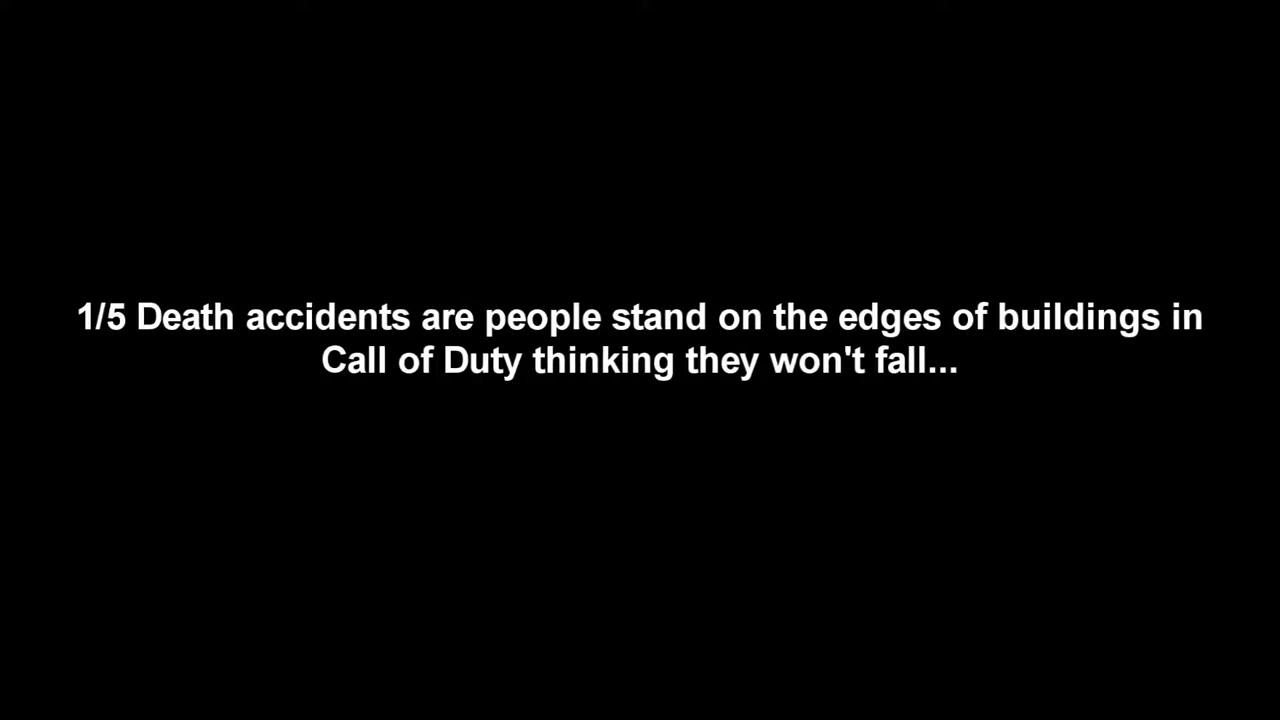 1/5 Death accidents are people stand on the edges of buildings in
Call of Duty thinking they won't fall...